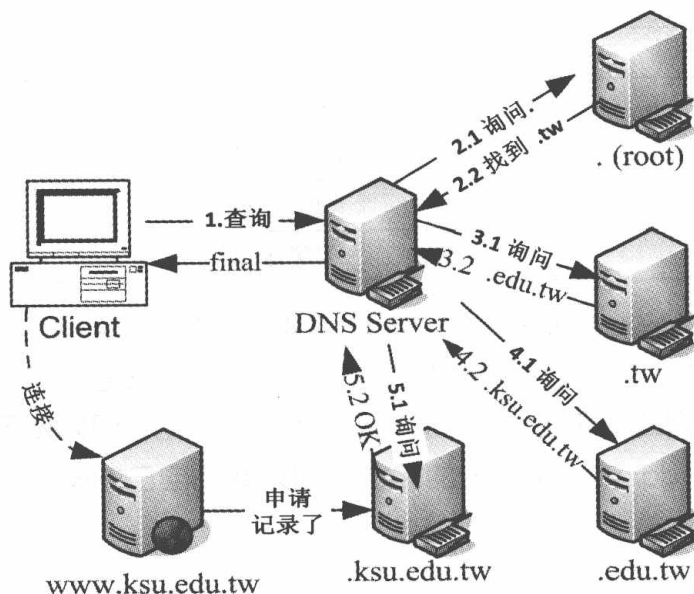 2.1 询问.
2.2 找到 .tw
. (root)
1.查询
final
Client
DNS Server
3.1 询问
3.2 .edu.tw
.tw
4.1 询问
4.2 .ksu.edu.tw
5.1 询问
5.2 OK
连接
申请
记录了
www.ksu.edu.tw
.ksu.edu.tw
.edu.tw